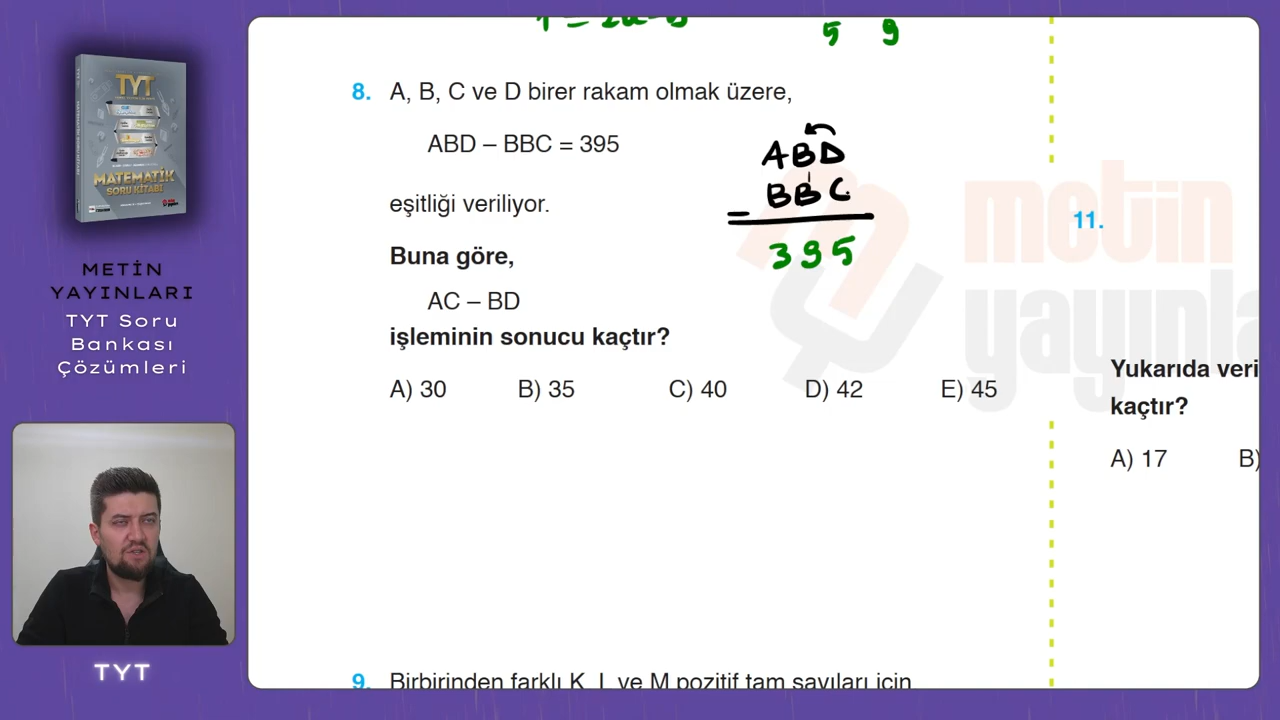 8. A, B, C ve D birer rakam olmak üzere,
ABD – BBC = 395
eşitliği veriliyor.
Buna göre,
AC – BD
işleminin sonucu kaçtır?
A) 30 B) 35 C) 40 D) 42 E) 45
5 9
ABD
– BBC
395
9. Birbirinden farklı K, L ve M pozitif tam sayıları için
11.
Yukarıda veri
kaçtır?
A) 17 B)
metin
yayınla
TYT
MATEMATİK
SORU KİTABI
METİN
YAYINLARI
TYT Soru
Bankası
Çözümleri
TYT